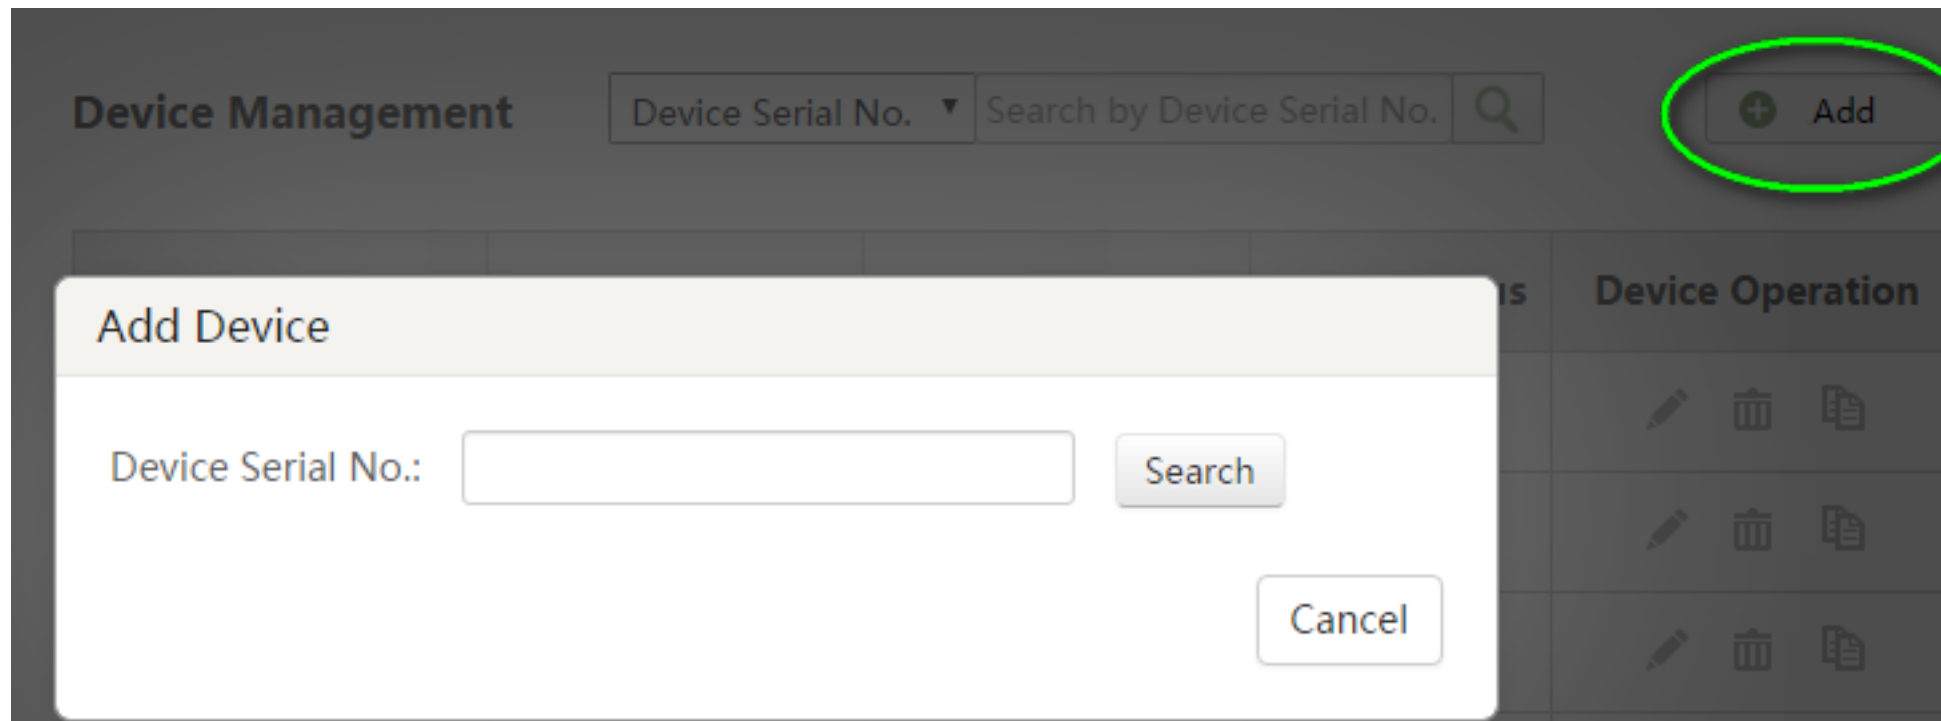 Device Management Device Serial No. Search by Device Serial No. Add
Device Operation
Add Device
Device Serial No.: Search
Cancel